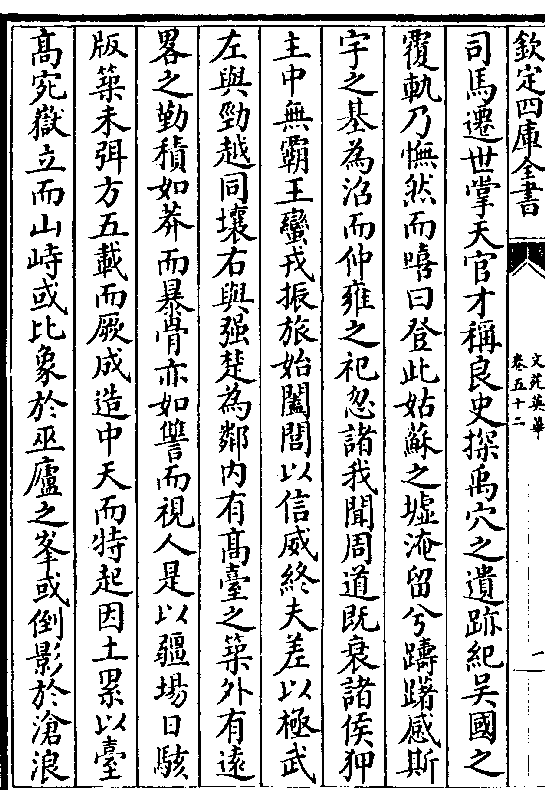 欽定四庫全書
文苑英華
卷五十二
一
司馬遷世掌天官才稱良史探禹穴之遺跡紀吳國之
覆軌乃憮然而嘻曰登此姑蘇之墟淹留兮躊躇感斯
宇之基為沼而仲雍之祀忽諸我聞周道既衰諸侯狎
主中無霸王蠻戎振旅始闔閭以信威終夫差以極武
左與勁越同壤右與强楚為鄰内有髙臺之築外有遠
畧之勤積如莽而暴骨亦如讐而視人是以疆場日駭
版築未弭方五載而厥成造中天而特起因土累以臺
髙宛嶽立而山峙或比象於巫廬之峯或倒影於滄浪